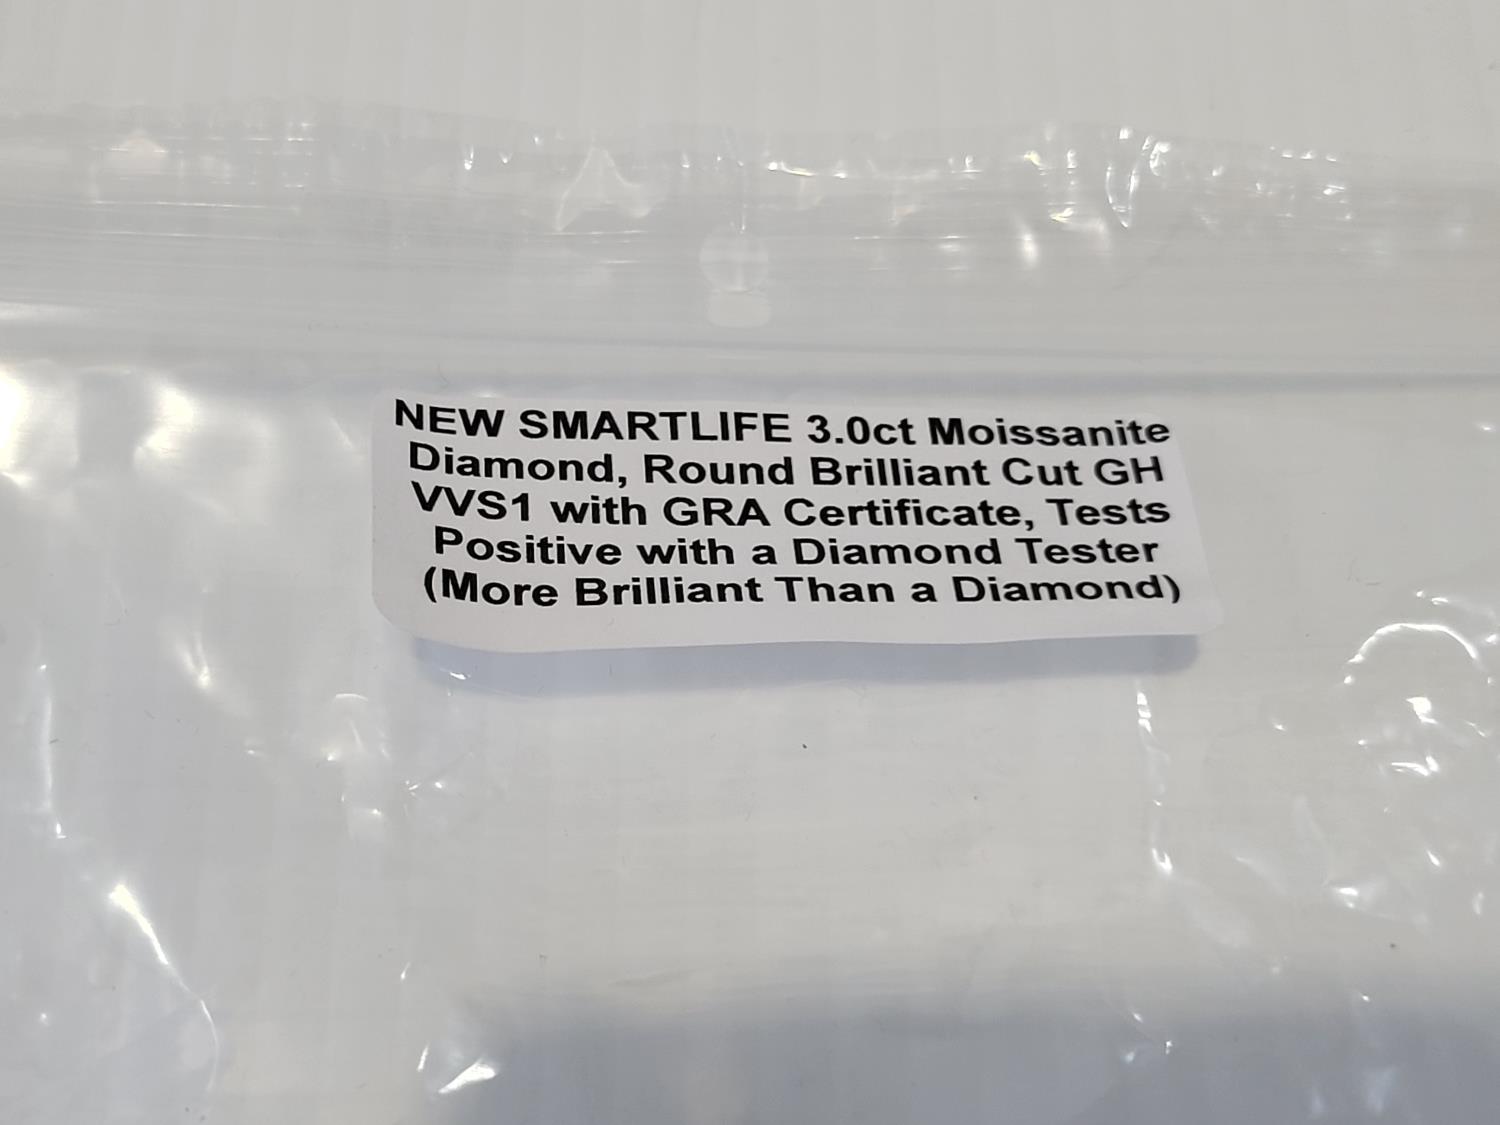 NEW SMARTLIFE 3.0ct Moissanite
Diamond, Round Brilliant Cut GH
VVS1 with GRA Certificate, Tests
Positive with a Diamond Tester
(More Brilliant Than a Diamond)